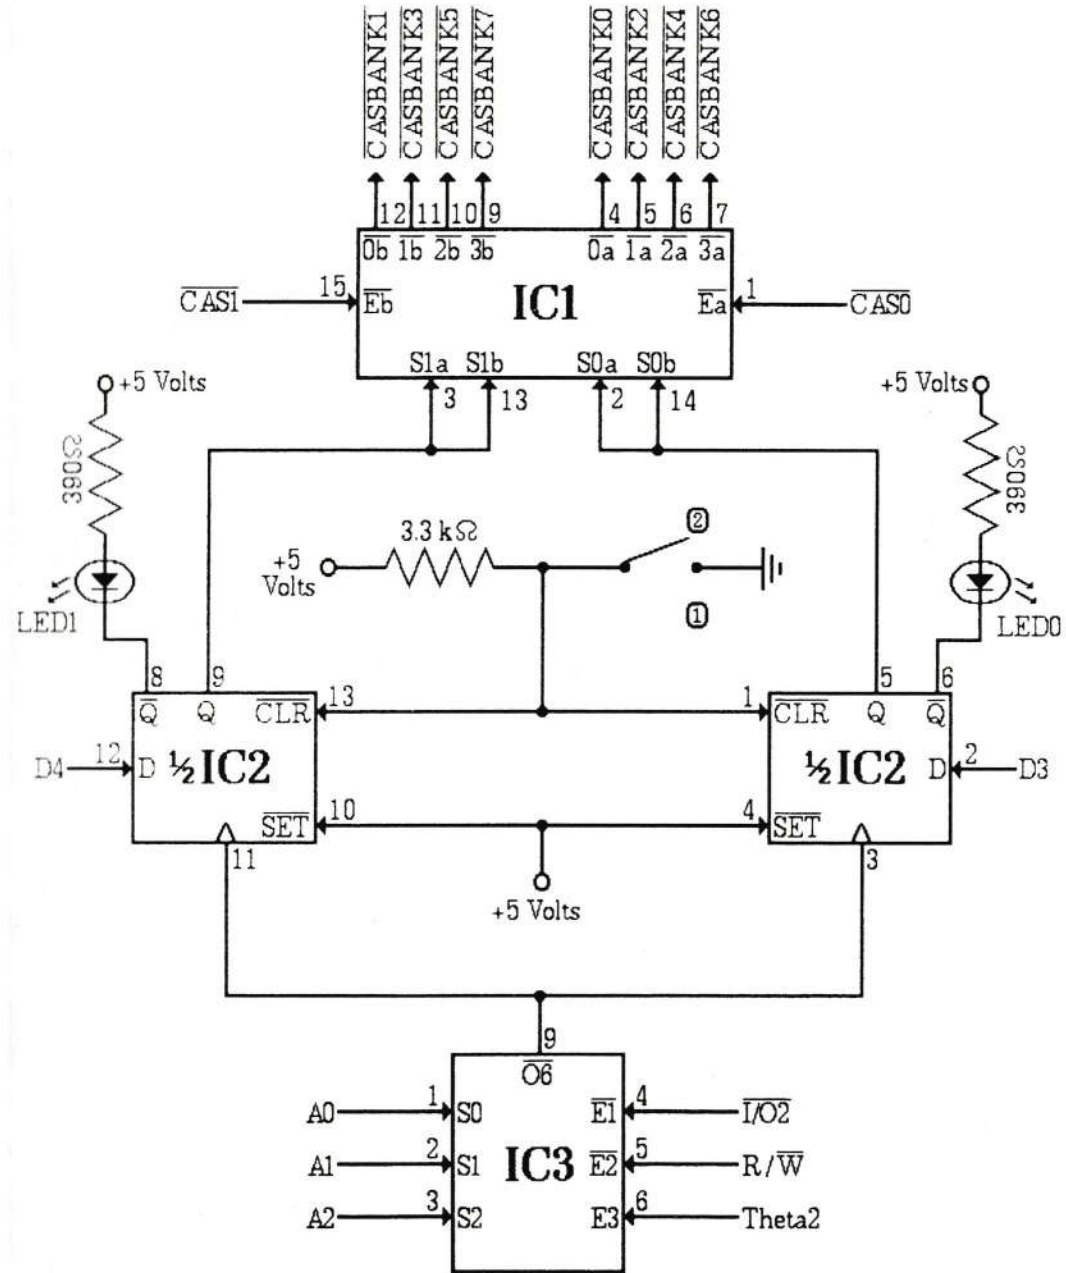 CASBANK1
CASBANK3
CASBANK5
CASBANK7
CASBANK0
CASBANK2
CASBANK4
CASBANK6
12 11 10 9 4 5 6 7
0b 1b 2b 3b 0a 1a 2a 3a
CAS1 15 Eb IC1 Ea 1 CAS0
S1a S1b S0a S0b
3 13 2 14
+5 Volts
+5 Volts
390Ω
390Ω
3.3 kΩ
2
+5
Volts
1
LED1
LED0
8 9 5 6
Q Q CLR 13 1 CLR Q Q
D4 12 D ½IC2 ½IC2 D 2 D3
SET 10 4 SET
11 3
+5 Volts
9
O6
A0 1 S0 E1 4 I/O2
A1 2 S1 IC3 E2 5 R/W
A2 3 S2 E3 6 Theta2